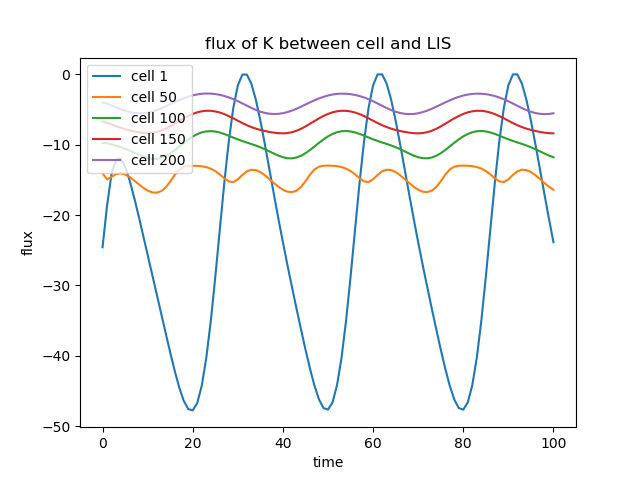 flux of K between cell and LIS
cell 1
cell 50
cell 100
cell 150
cell 200
flux
0
−10
−20
−30
−40
−50
0 20 40 60 80 100
time